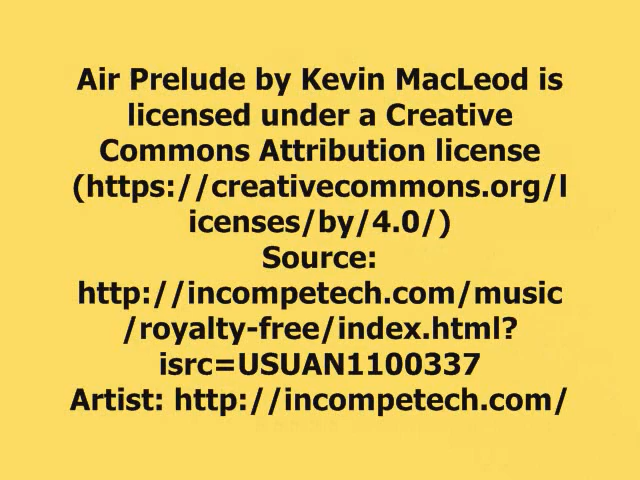 Air Prelude by Kevin MacLeod is
licensed under a Creative
Commons Attribution license
(https://creativecommons.org/l
icenses/by/4.0/)
Source:
http://incompetech.com/music
/royalty-free/index.html?
isrc=USUAN1100337
Artist: http://incompetech.com/